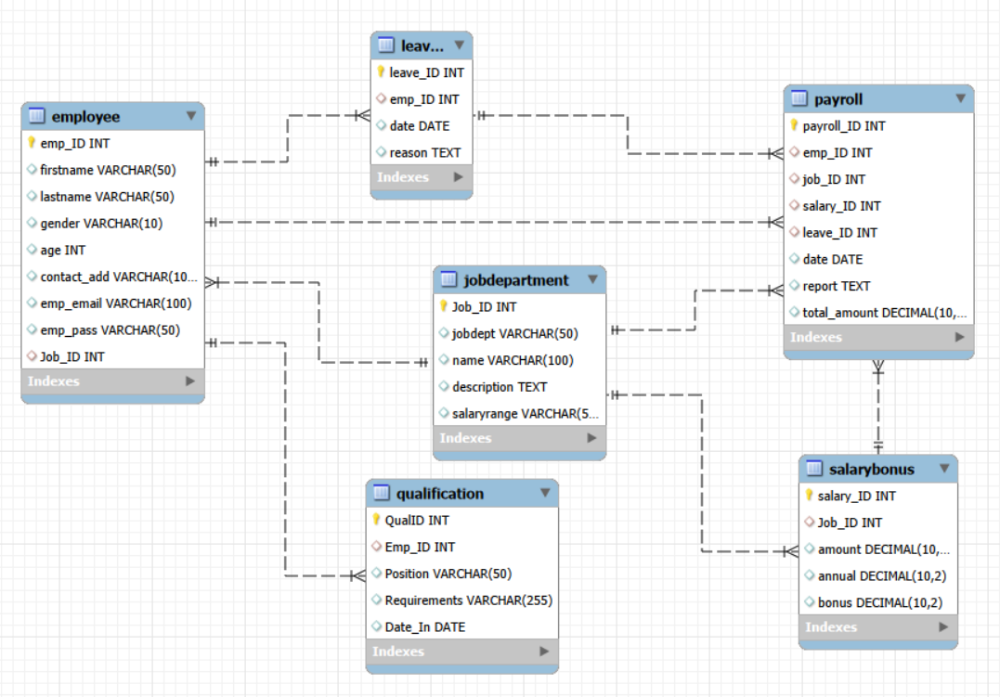 leav...
leave_ID INT
emp_ID INT
date DATE
reason TEXT
Indexes
employee
emp_ID INT
firstname VARCHAR(50)
lastname VARCHAR(50)
gender VARCHAR(10)
age INT
contact_add VARCHAR(10...
emp_email VARCHAR(100)
emp_pass VARCHAR(50)
Job_ID INT
Indexes
payroll
payroll_ID INT
emp_ID INT
job_ID INT
salary_ID INT
leave_ID INT
date DATE
report TEXT
total_amount DECIMAL(10,...
Indexes
jobdepartment
Job_ID INT
jobdept VARCHAR(50)
name VARCHAR(100)
description TEXT
salaryrange VARCHAR(5...
Indexes
qualification
QualID INT
Emp_ID INT
Position VARCHAR(50)
Requirements VARCHAR(255)
Date_In DATE
Indexes
salarybonus
salary_ID INT
Job_ID INT
amount DECIMAL(10,...
annual DECIMAL(10,2)
bonus DECIMAL(10,2)
Indexes